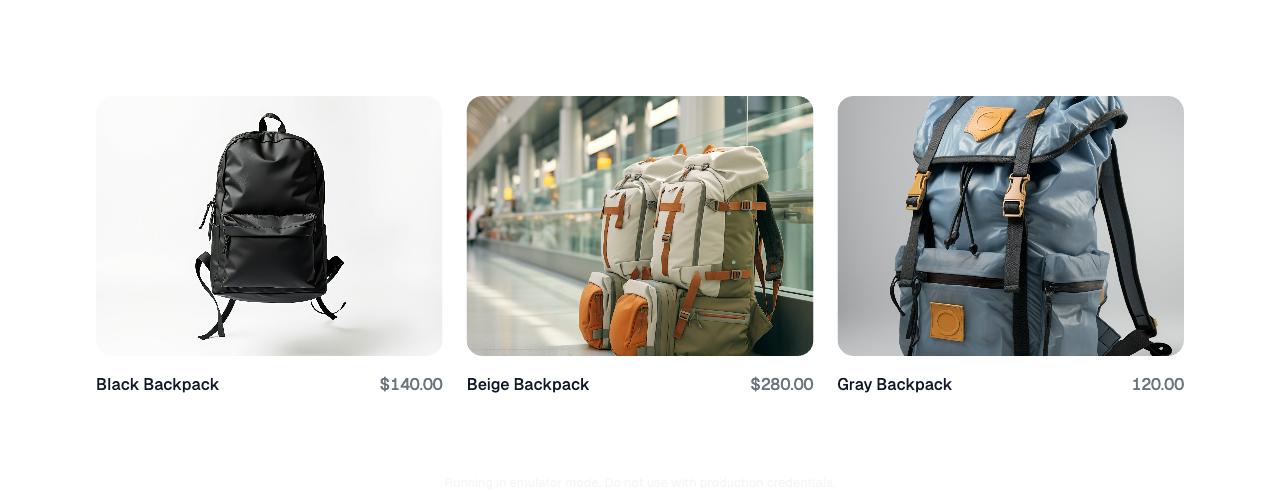 Black Backpack $140.00
Beige Backpack $280.00
Gray Backpack 120.00
Running in emulator mode. Do not use with production credentials.